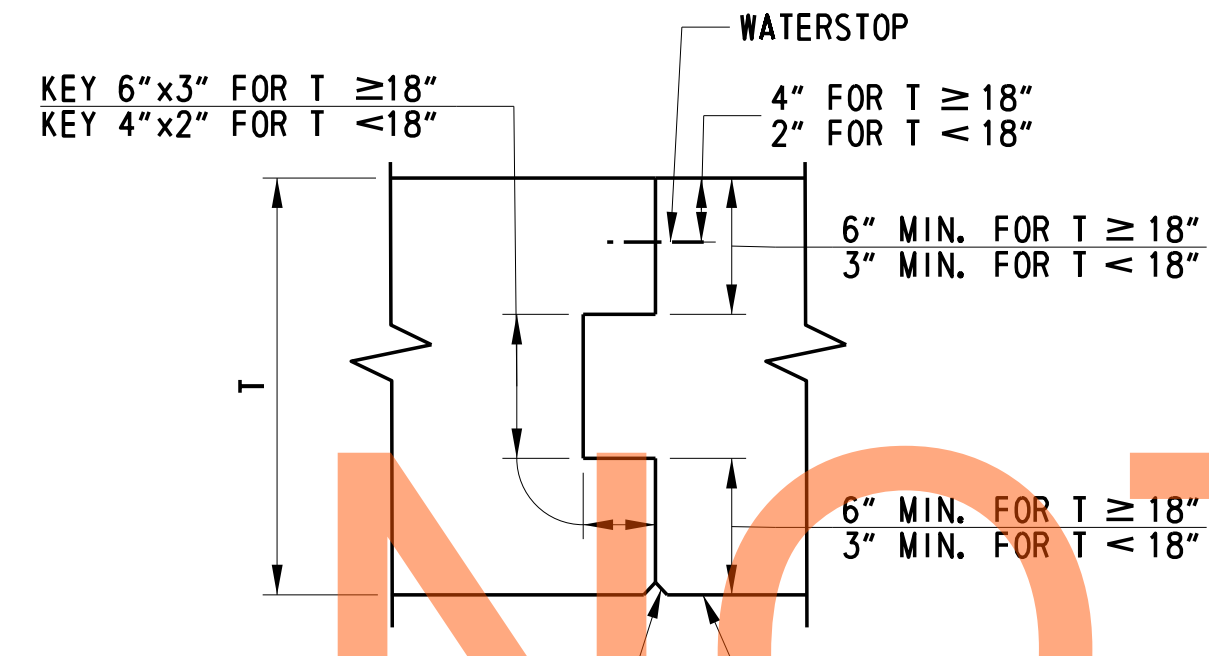 WATERSTOP
KEY 6"x3" FOR T ≥18"
KEY 4"x2" FOR T <18"
4" FOR T ≥ 18"
2" FOR T < 18"
6" MIN. FOR T ≥ 18"
3" MIN. FOR T < 18"
T
6" MIN. FOR T ≥ 18"
3" MIN. FOR T < 18"
NO